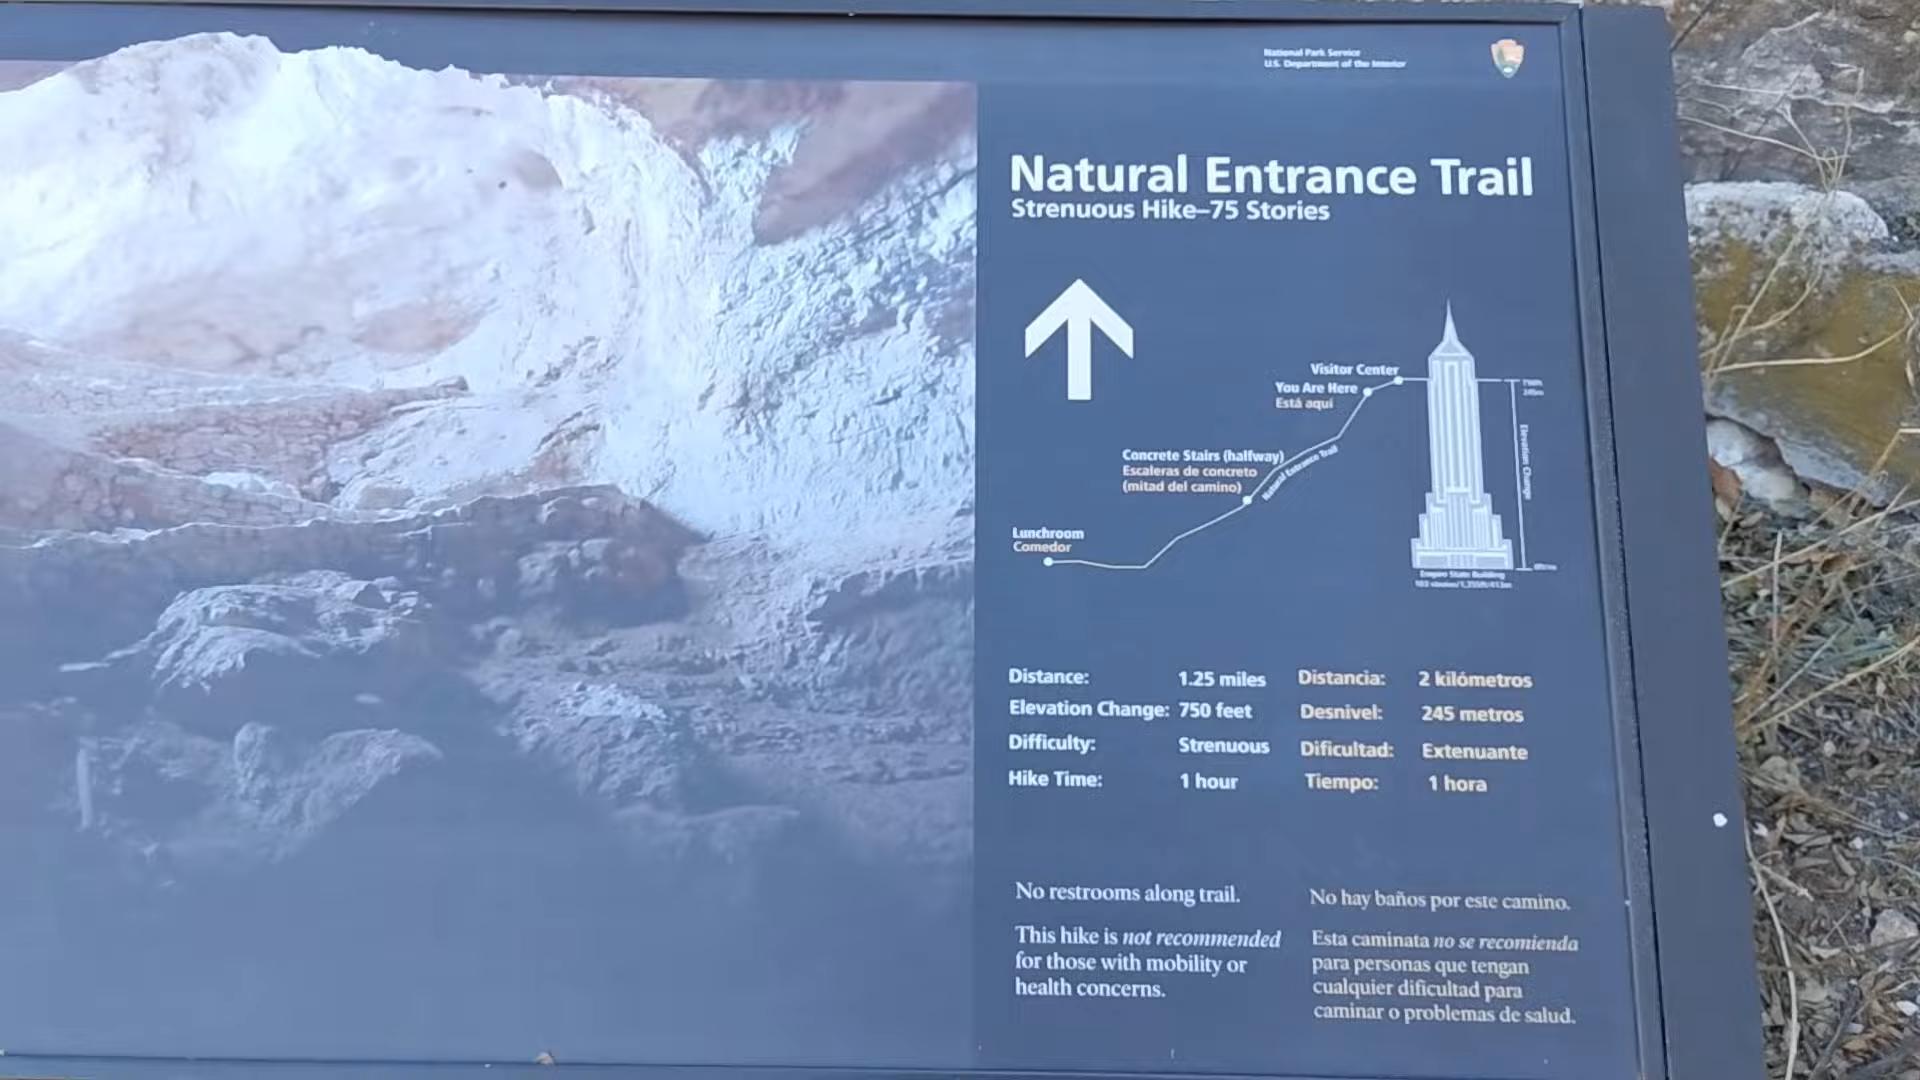 National Park Service
U.S. Department of the Interior
Natural Entrance Trail
Strenuous Hike–75 Stories
Visitor Center
You Are Here
Está aquí
Concrete Stairs (halfway)
Escaleras de concreto
(mitad del camino)
Natural Entrance Trail
Lunchroom
Comedor
Elevation Change
245m
Empire State Building
Distance: 1.25 miles Distancia: 2 kilómetros
Elevation Change: 750 feet Desnivel: 245 metros
Difficulty: Strenuous Dificultad: Extenuante
Hike Time: 1 hour Tiempo: 1 hora
No restrooms along trail.
This hike is not recommended
for those with mobility or
health concerns.
No hay baños por este camino.
Esta caminata no se recomienda
para personas que tengan
cualquier dificultad para
caminar o problemas de salud.